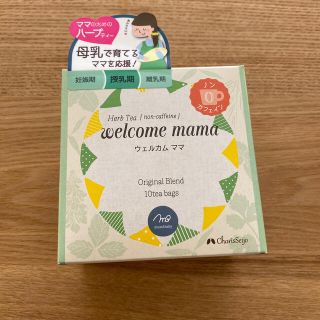 ママのための
ハーブティー
母乳で育てる
ママを応援!
妊娠期 授乳期 離乳期
ノン
0
カフェイン
Herb Tea [non-caffeine]
welcome mama
ウェルカム ママ
Original Blend
10tea bags
CharisSeijo